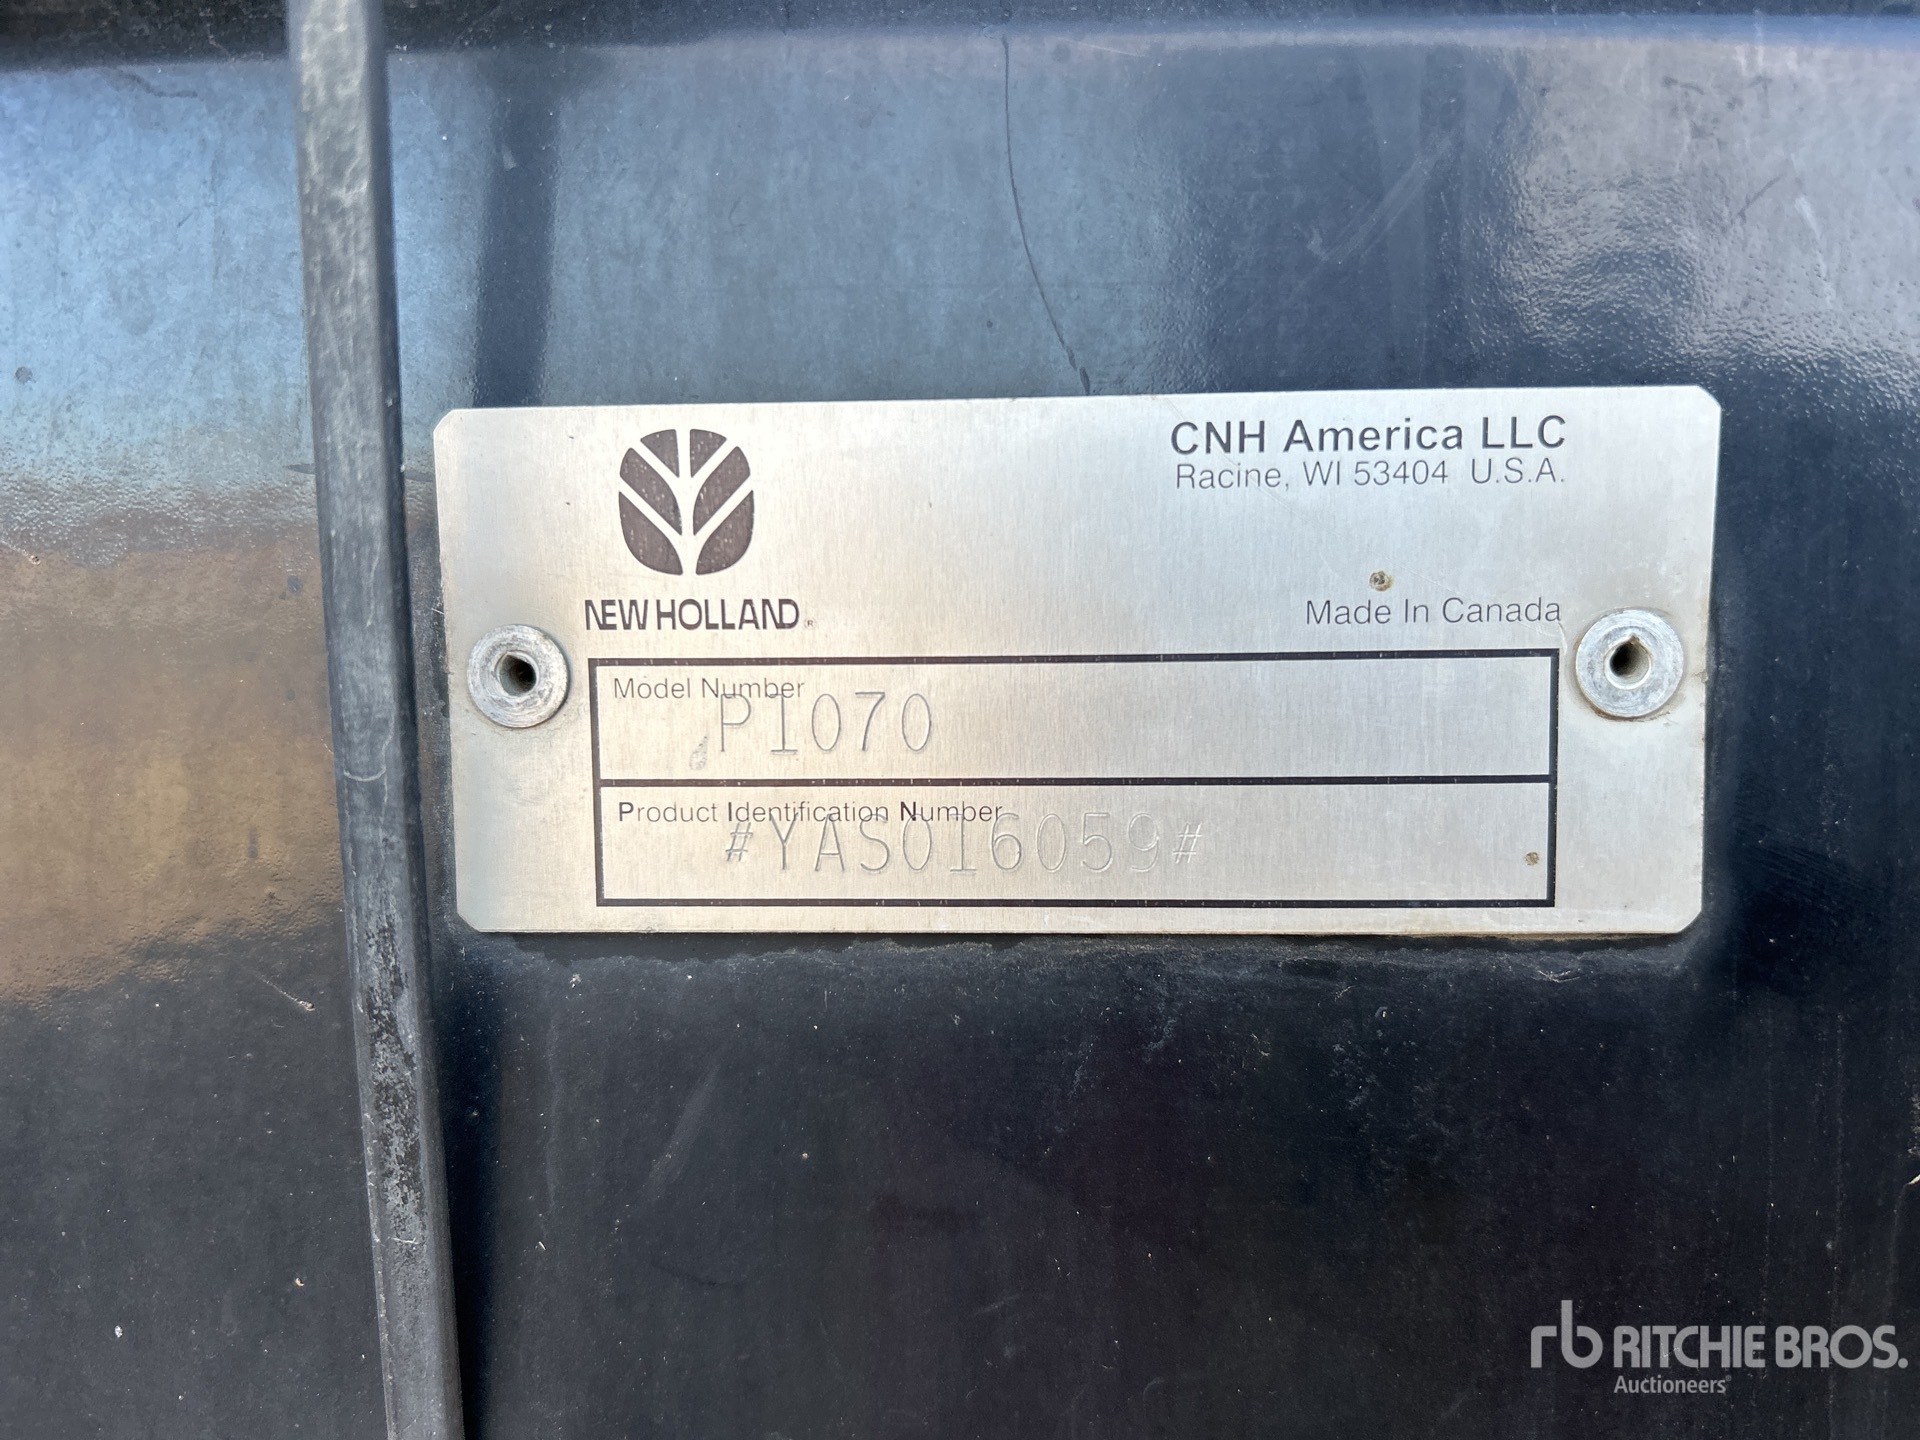 CNH America LLC
Racine, WI 53404 U.S.A.
NEW HOLLAND®
Made In Canada
Model Number
P1070
Product Identification Number
#YAS016059#
rb RITCHIE BROS.
Auctioneers®